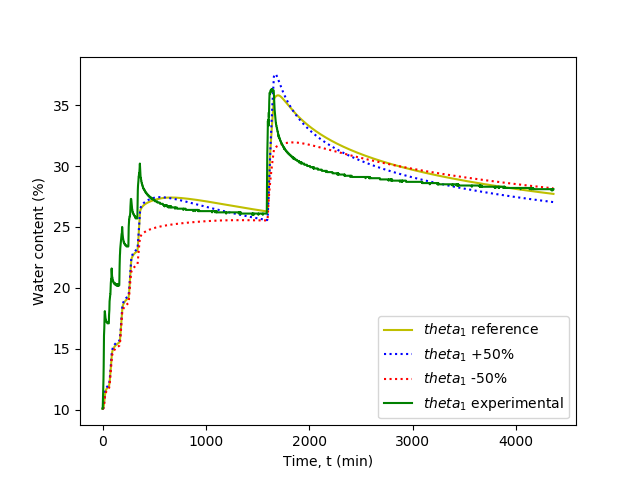 35
30
25
20
15
10
Water content (%)
0 1000 2000 3000 4000
Time, t (min)
theta₁ reference
theta₁ +50%
theta₁ -50%
theta₁ experimental